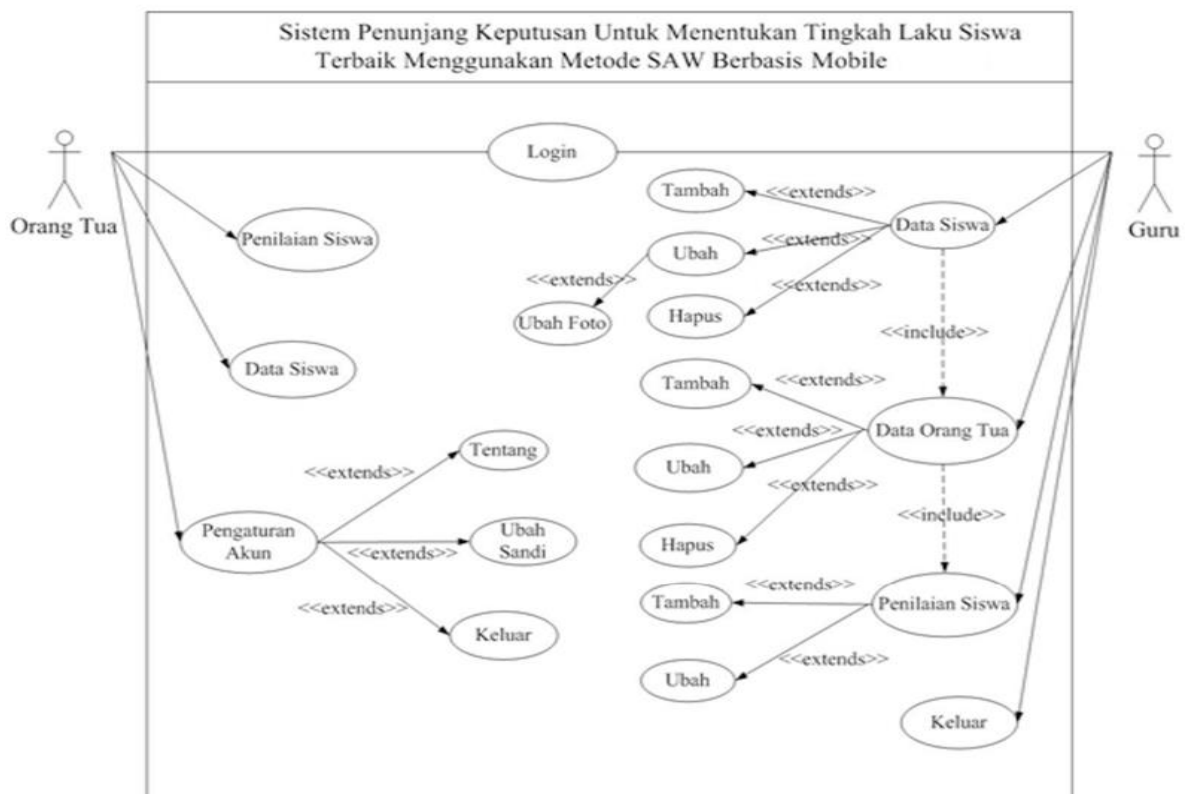 Sistem Penunjang Keputusan Untuk Menentukan Tingkah Laku Siswa
Terbaik Menggunakan Metode SAW Berbasis Mobile
Login
Orang Tua
Guru
Tambah
<<extends>>
Data Siswa
Penilaian Siswa
Ubah
<<extends>>
<<extends>>
<<extends>>
Ubah Foto
Hapus
<<include>>
Data Siswa
Tambah
<<extends>>
<<extends>>
Data Orang Tua
Tentang
<<extends>>
Ubah
<<extends>>
<<include>>
Pengaturan
Akun
<<extends>>
Ubah
Sandi
Hapus
<<extends>>
Tambah
<<extends>>
Penilaian Siswa
Keluar
<<extends>>
Ubah
Keluar